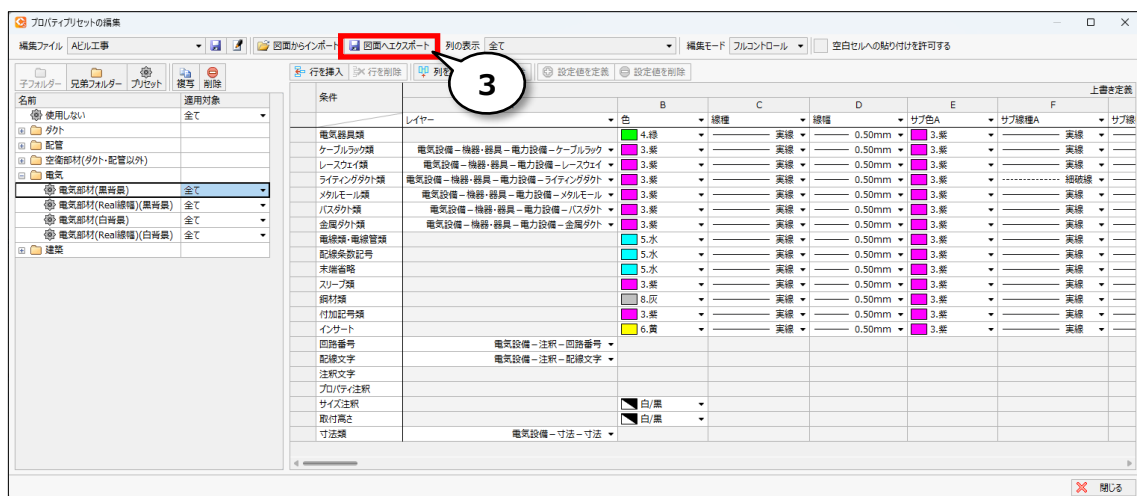 プロパティプリセットの編集
編集ファイル Aビル工事 図面からインポート 図面へエクスポート 列の表示 全て 編集モード フルコントロール 空白セルへの貼り付けを許可する
子フォルダー 兄弟フォルダー プリセット 複写 削除
行を挿入 行を削除 設定値を定義 設定値を削除
3
名前 適用対象
使用しない 全て
ダクト
配管
空衛部材(ダクト・配管以外)
電気
電気部材(黒背景) 全て
電気部材(Real線幅)(黒背景) 全て
電気部材(白背景) 全て
電気部材(Real線幅)(白背景) 全て
建築
条件 上書き定義
B C D E F
レイヤー 色 線種 線幅 サブ色A サブ線種A サブ線
電気器具類 4.緑 実線 0.50mm 3.紫 実線
ケーブルラック類 電気設備－機器・器具－電力設備－ケーブルラック 3.紫 実線 0.50mm 3.紫 実線
レースウェイ類 電気設備－機器・器具－電力設備－レースウェイ 3.紫 実線 0.50mm 3.紫 実線
ライティングダクト類 電気設備－機器・器具－電力設備－ライティングダクト 3.紫 実線 0.50mm 3.紫 細破線
メタルモール類 電気設備－機器・器具－電力設備－メタルモール 3.紫 実線 0.50mm 3.紫 実線
バスダクト類 電気設備－機器・器具－電力設備－バスダクト 3.紫 実線 0.50mm 3.紫 実線
金属ダクト類 電気設備－機器・器具－電力設備－金属ダクト 3.紫 実線 0.50mm 3.紫 実線
電線類・電線管類 5.水 実線 0.50mm 3.紫 実線
配線条数記号 5.水 実線 0.50mm 3.紫 実線
末端省略 5.水 実線 0.50mm 3.紫 実線
スリーブ類 3.紫 実線 0.50mm 3.紫 実線
鋼材類 8.灰 実線 0.50mm 3.紫 実線
付加記号類 3.紫 実線 0.50mm 3.紫 実線
インサート 6.黄 実線 0.50mm 3.紫 実線
回路番号 電気設備－注釈－回路番号
配線文字 電気設備－注釈－配線文字
注釈文字
プロパティ注釈
サイズ注釈 白/黒
取付高さ 白/黒
寸法類 電気設備－寸法－寸法
閉じる